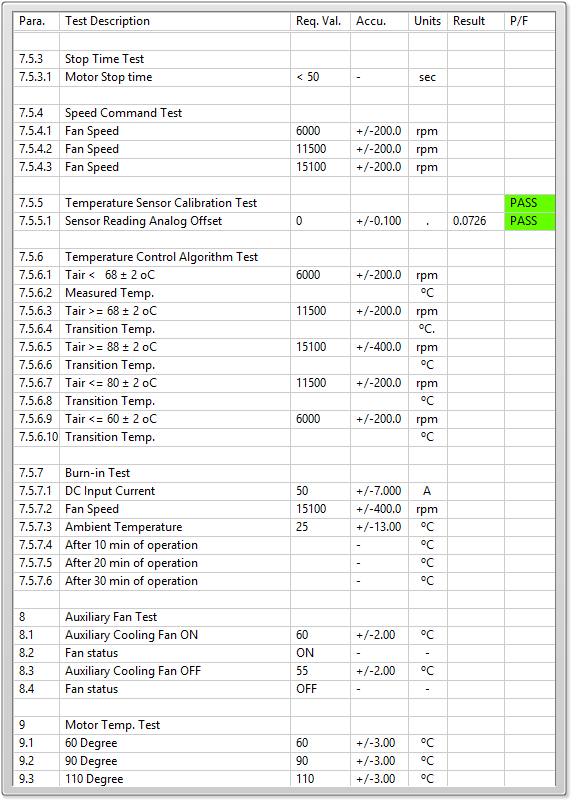 Para. Test Description Req. Val. Accu. Units Result P/F
7.5.3 Stop Time Test
7.5.3.1 Motor Stop time < 50 - sec
7.5.4 Speed Command Test
7.5.4.1 Fan Speed 6000 +/-200.0 rpm
7.5.4.2 Fan Speed 11500 +/-200.0 rpm
7.5.4.3 Fan Speed 15100 +/-200.0 rpm
7.5.5 Temperature Sensor Calibration Test PASS
7.5.5.1 Sensor Reading Analog Offset 0 +/-0.100 . 0.0726 PASS
7.5.6 Temperature Control Algorithm Test
7.5.6.1 Tair < 68 ± 2 oC 6000 +/-200.0 rpm
7.5.6.2 Measured Temp. ºC
7.5.6.3 Tair >= 68 ± 2 oC 11500 +/-200.0 rpm
7.5.6.4 Transition Temp. ºC.
7.5.6.5 Tair >= 88 ± 2 oC 15100 +/-400.0 rpm
7.5.6.6 Transition Temp. ºC
7.5.6.7 Tair <= 80 ± 2 oC 11500 +/-200.0 rpm
7.5.6.8 Transition Temp. ºC
7.5.6.9 Tair <= 60 ± 2 oC 6000 +/-200.0 rpm
7.5.6.10 Transition Temp. ºC
7.5.7 Burn-in Test
7.5.7.1 DC Input Current 50 +/-7.000 A
7.5.7.2 Fan Speed 15100 +/-400.0 rpm
7.5.7.3 Ambient Temperature 25 +/-13.00 ºC
7.5.7.4 After 10 min of operation - ºC
7.5.7.5 After 20 min of operation - ºC
7.5.7.6 After 30 min of operation - ºC
8 Auxiliary Fan Test
8.1 Auxiliary Cooling Fan ON 60 +/-2.00 ºC
8.2 Fan status ON - -
8.3 Auxiliary Cooling Fan OFF 55 +/-2.00 ºC
8.4 Fan status OFF - -
9 Motor Temp. Test
9.1 60 Degree 60 +/-3.00 ºC
9.2 90 Degree 90 +/-3.00 ºC
9.3 110 Degree 110 +/-3.00 ºC